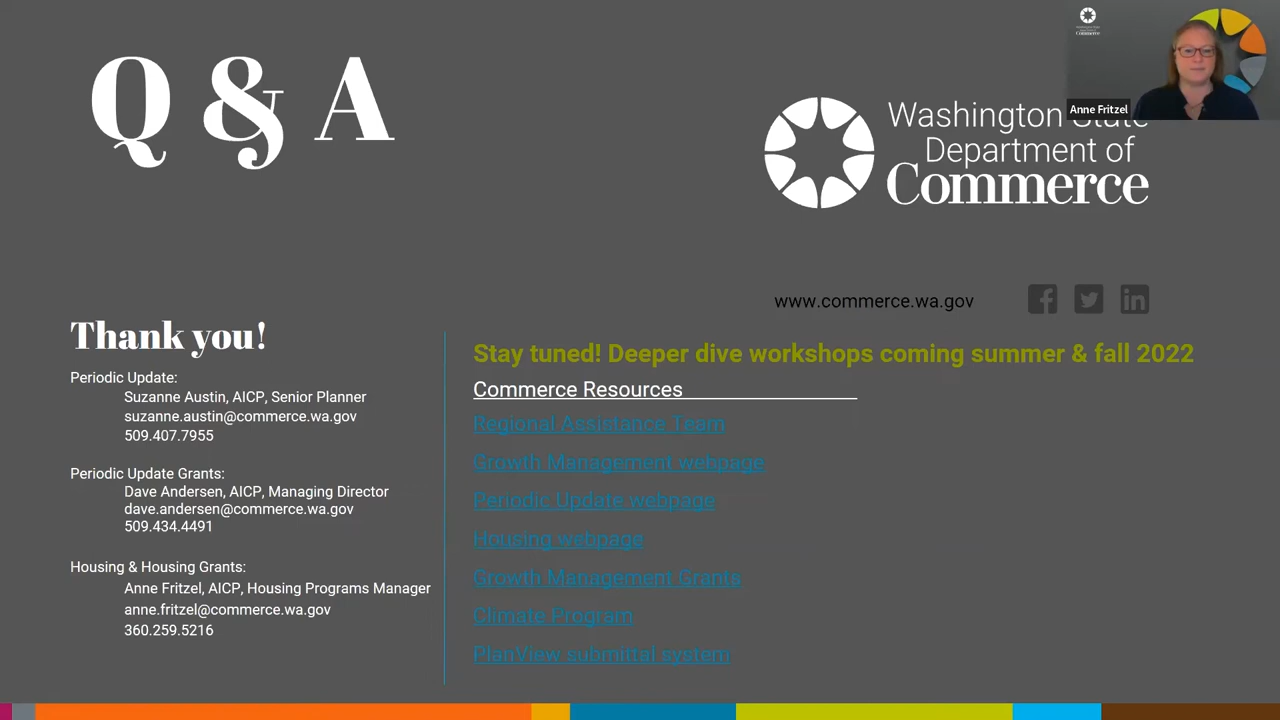 Q & A
Washington State
Department of
Commerce
Commerce
Anne Fritzel
www.commerce.wa.gov
Thank you!
Periodic Update:
Suzanne Austin, AICP, Senior Planner
suzanne.austin@commerce.wa.gov
509.407.7955
Periodic Update Grants:
Dave Andersen, AICP, Managing Director
dave.andersen@commerce.wa.gov
509.434.4491
Housing & Housing Grants:
Anne Fritzel, AICP, Housing Programs Manager
anne.fritzel@commerce.wa.gov
360.259.5216
Stay tuned! Deeper dive workshops coming summer & fall 2022
Commerce Resources
Regional Assistance Team
Growth Management webpage
Periodic Update webpage
Housing webpage
Growth Management Grants
Climate Program
PlanView submittal system